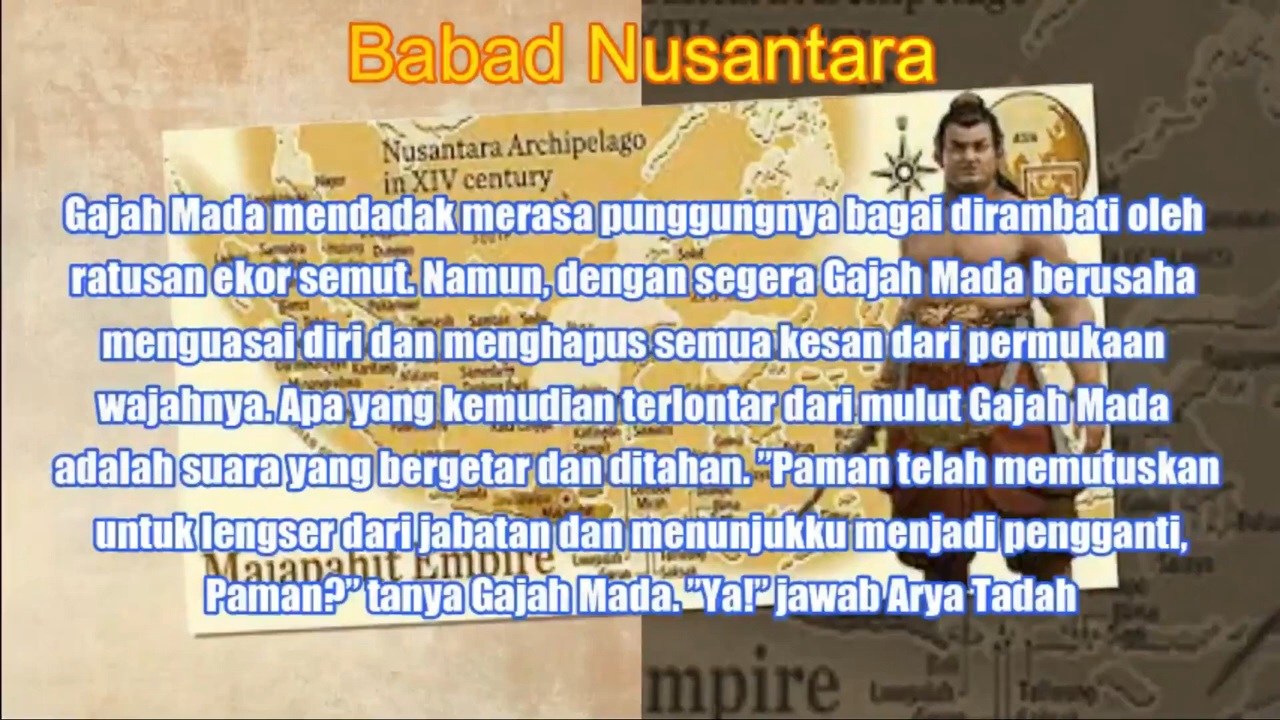 Babad Nusantara
Nusantara Archipelago
in XIV century
Gajah Mada mendadak merasa punggungnya bagai dirambati oleh
ratusan ekor semut. Namun, dengan segera Gajah Mada berusaha
menguasai diri dan menghapus semua kesan dari permukaan
wajahnya. Apa yang kemudian terlontar dari mulut Gajah Mada
adalah suara yang bergetar dan ditahan. ”Paman telah memutuskan
untuk lengser dari jabatan dan menunjukku menjadi pengganti,
Majapahit Empire
Paman?” tanya Gajah Mada. ”Ya!” jawab Arya Tadah
mpire